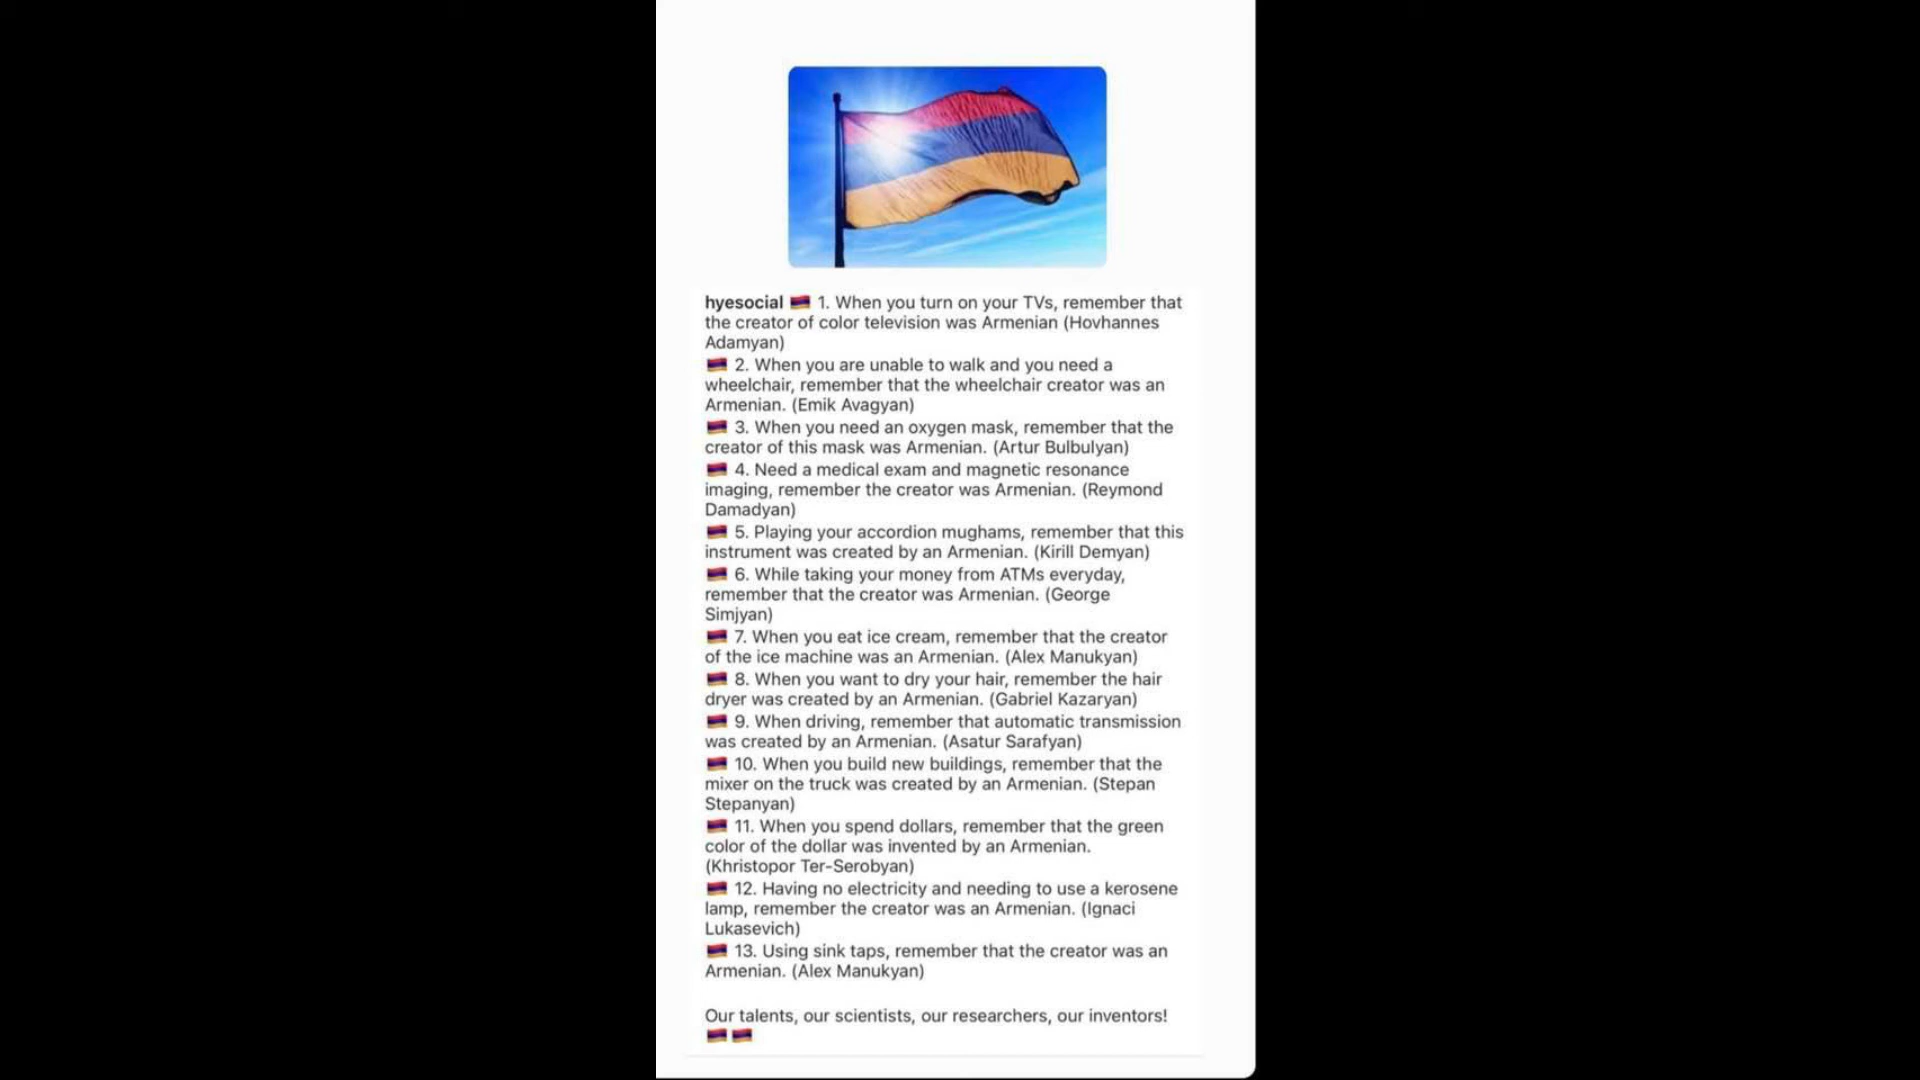 hyesocial 🇦🇲 1. When you turn on your TVs, remember that
the creator of color television was Armenian (Hovhannes
Adamyan)
🇦🇲 2. When you are unable to walk and you need a
wheelchair, remember that the wheelchair creator was an
Armenian. (Emik Avagyan)
🇦🇲 3. When you need an oxygen mask, remember that the
creator of this mask was Armenian. (Artur Bulbulyan)
🇦🇲 4. Need a medical exam and magnetic resonance
imaging, remember the creator was Armenian. (Reymond
Damadyan)
🇦🇲 5. Playing your accordion mughams, remember that this
instrument was created by an Armenian. (Kirill Demyan)
🇦🇲 6. While taking your money from ATMs everyday,
remember that the creator was Armenian. (George
Simjyan)
🇦🇲 7. When you eat ice cream, remember that the creator
of the ice machine was an Armenian. (Alex Manukyan)
🇦🇲 8. When you want to dry your hair, remember the hair
dryer was created by an Armenian. (Gabriel Kazaryan)
🇦🇲 9. When driving, remember that automatic transmission
was created by an Armenian. (Asatur Sarafyan)
🇦🇲 10. When you build new buildings, remember that the
mixer on the truck was created by an Armenian. (Stepan
Stepanyan)
🇦🇲 11. When you spend dollars, remember that the green
color of the dollar was invented by an Armenian.
(Khristopor Ter-Serobyan)
🇦🇲 12. Having no electricity and needing to use a kerosene
lamp, remember the creator was an Armenian. (Ignaci
Lukasevich)
🇦🇲 13. Using sink taps, remember that the creator was an
Armenian. (Alex Manukyan)
Our talents, our scientists, our researchers, our inventors!
🇦🇲 🇦🇲